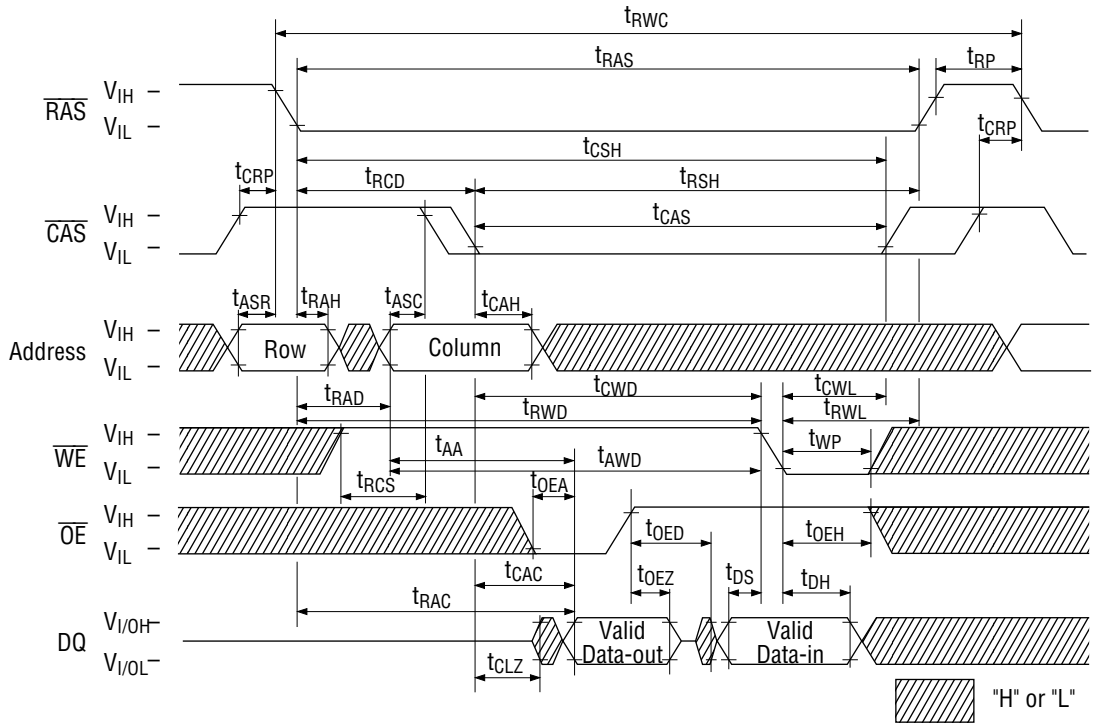 tRWC
tRAS
tRP
RAS
VIH
VIL
tCRP
tCSH
tCRP
tRCD
tRSH
CAS
VIH
VIL
tCAS
tASR
tRAH
tASC
tCAH
Address
VIH
VIL
Row
Column
tRAD
tCWD
tCWL
tRWD
tRWL
WE
VIH
VIL
tAA
tWP
tAWD
tRCS
tOEA
OE
VIH
VIL
tOED
tOEH
tCAC
tOEZ
tDS
tDH
tRAC
DQ
VI/OH
VI/OL
Valid
Data-out
Valid
Data-in
tCLZ
"H" or "L"